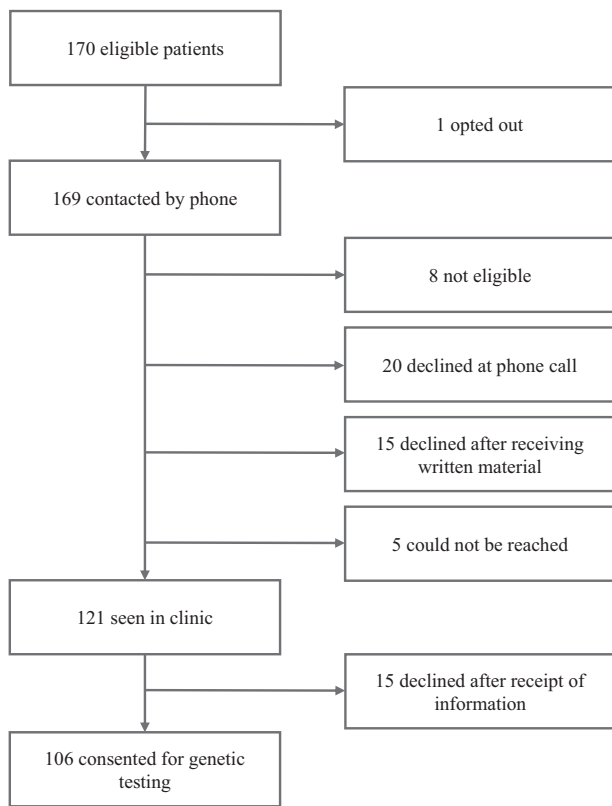 170 eligible patients
1 opted out
169 contacted by phone
8 not eligible
20 declined at phone call
15 declined after receiving
written material
5 could not be reached
121 seen in clinic
15 declined after receipt of
information
106 consented for genetic
testing